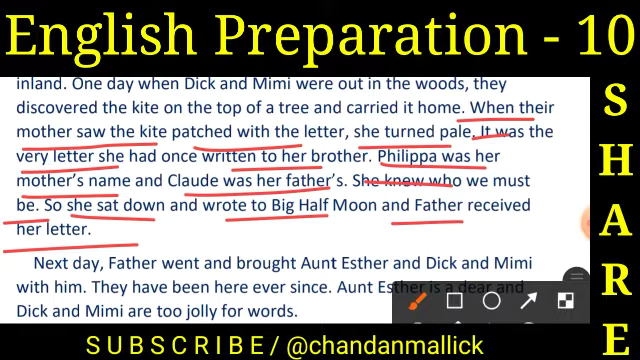 English Preparation - 10
inland. One day when Dick and Mimi were out in the woods, they
discovered the kite on the top of a tree and carried it home. When their
mother saw the kite patched with the letter, she turned pale. It was the
very letter she had once written to her brother. Philippa was her
mother's name and Claude was her father's. She knew who we must
be. So she sat down and wrote to Big Half Moon and Father received
her letter.
Next day, Father went and brought Aunt Esther and Dick and Mimi
with him. They have been here ever since. Aunt Esther is a dear and
Dick and Mimi are too jolly for words.
SHARE
SUBSCRIBE/ @chandanmallick